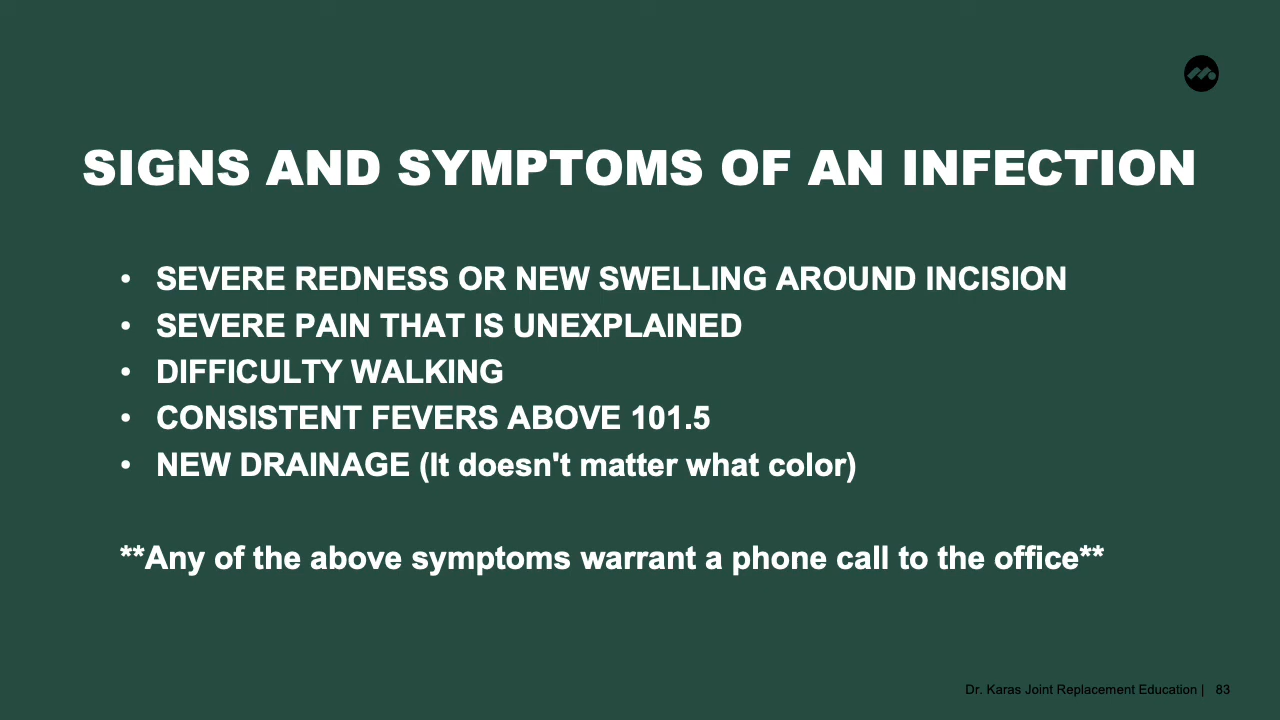 SIGNS AND SYMPTOMS OF AN INFECTION
• SEVERE REDNESS OR NEW SWELLING AROUND INCISION
• SEVERE PAIN THAT IS UNEXPLAINED
• DIFFICULTY WALKING
• CONSISTENT FEVERS ABOVE 101.5
• NEW DRAINAGE (It doesn't matter what color)
**Any of the above symptoms warrant a phone call to the office**
Dr. Karas Joint Replacement Education | 83